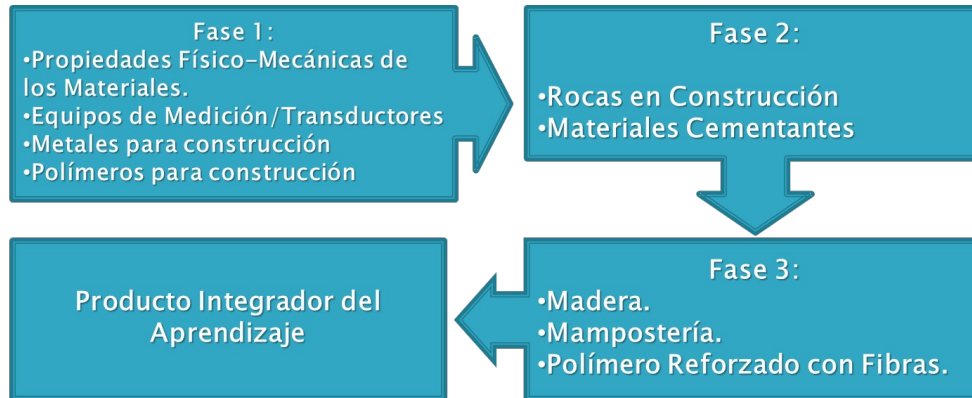 Fase 1:
•Propiedades Físico-Mecánicas de
los Materiales.
•Equipos de Medición/Transductores
•Metales para construcción
•Polímeros para construcción
Fase 2:
•Rocas en Construcción
•Materiales Cementantes
Fase 3:
•Madera.
•Mampostería.
•Polímero Reforzado con Fibras.
Producto Integrador del
Aprendizaje